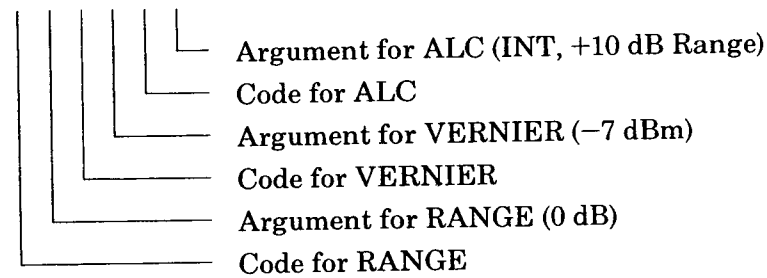 Argument for ALC (INT, +10 dB Range)
Code for ALC
Argument for VERNIER (−7 dBm)
Code for VERNIER
Argument for RANGE (0 dB)
Code for RANGE